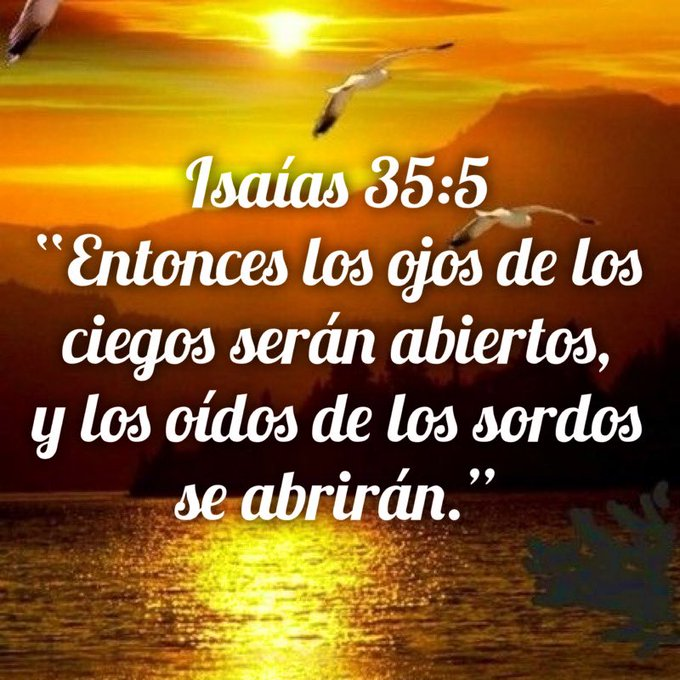 Isaías 35:5
“Entonces los ojos de los
ciegos serán abiertos,
y los oídos de los sordos
se abrirán.”